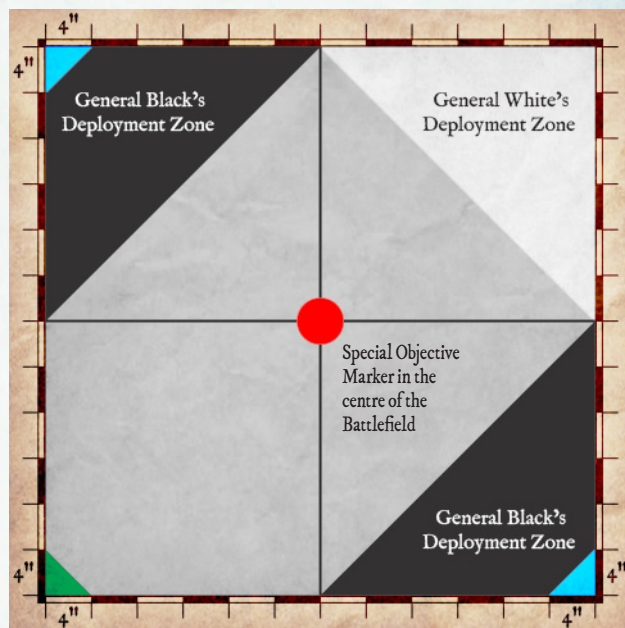 4"
4"
General Black's
Deployment Zone
General White's
Deployment Zone
Special Objective
Marker in the
centre of the
Battlefield
General Black's
Deployment Zone
4"
4"
4"
4"